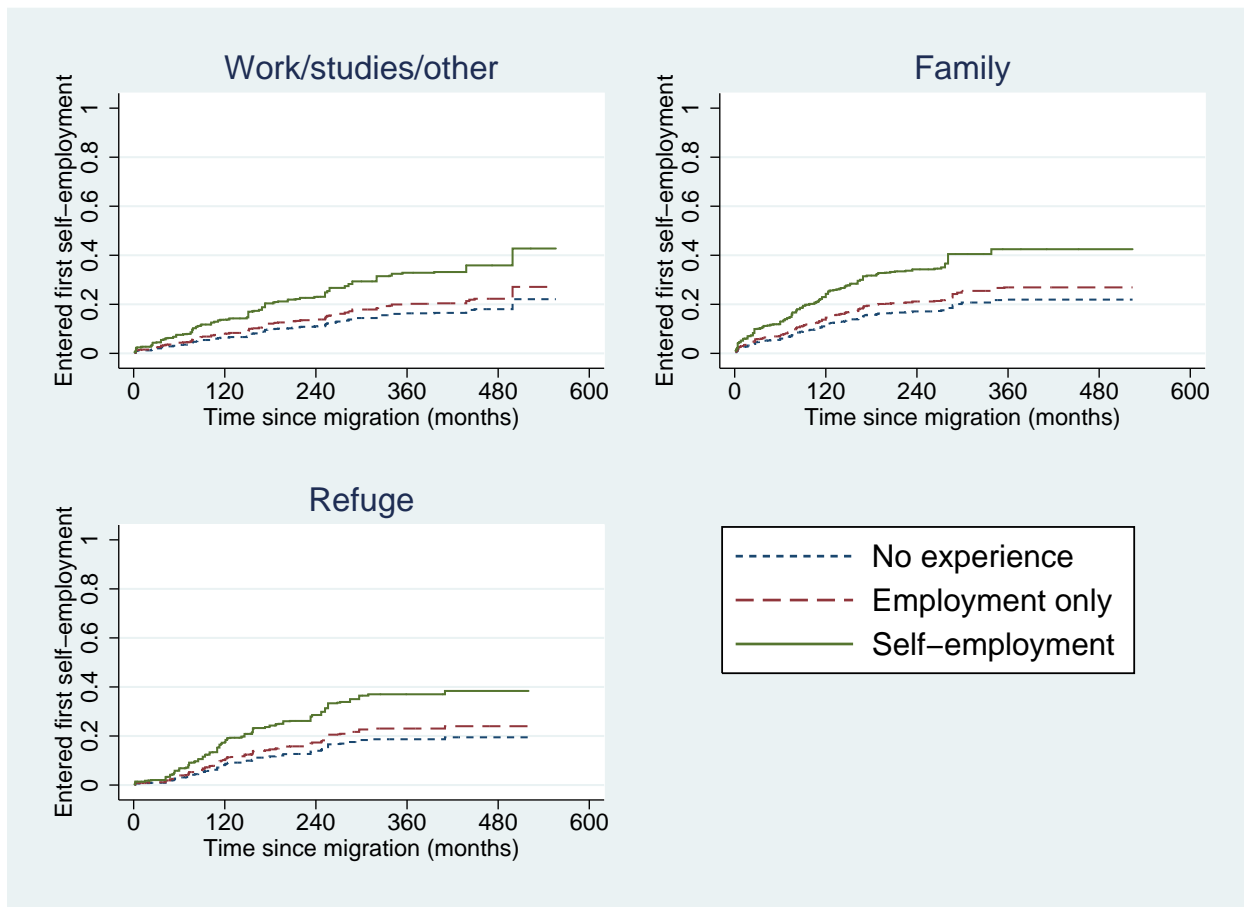 Work/studies/other
Entered first self−employment
1
0.8
0.6
0.4
0.2
0
0 120 240 360 480 600
Time since migration (months)
Family
Entered first self−employment
1
0.8
0.6
0.4
0.2
0
0 120 240 360 480 600
Time since migration (months)
Refuge
Entered first self−employment
1
0.8
0.6
0.4
0.2
0
0 120 240 360 480 600
Time since migration (months)
No experience
Employment only
Self−employment